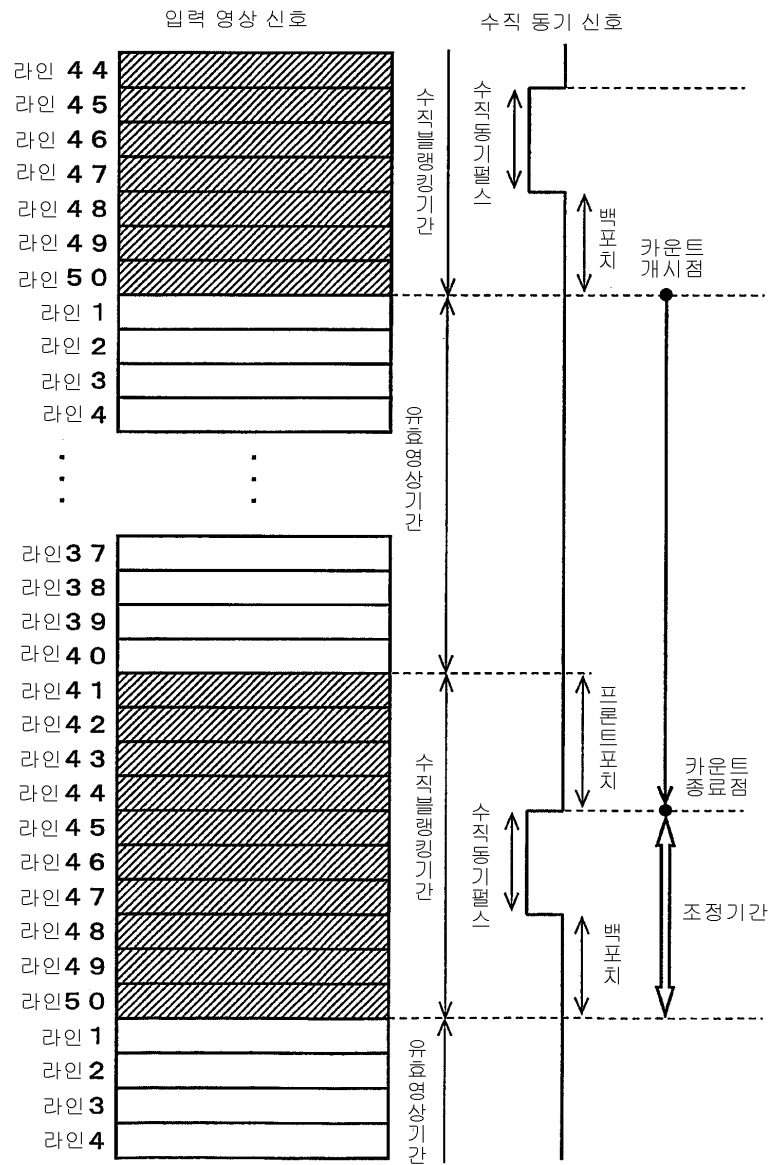 입력 영상 신호
수직 동기 신호
라인 44
라인 45
라인 46
라인 47
라인 48
라인 49
라인 50
수직블랭킹기간
수직동기펄스
백포치
카운트
개시점
라인 1
라인 2
라인 3
라인 4
유효영상기간
라인37
라인38
라인39
라인40
라인41
라인42
라인43
라인44
라인45
라인46
라인47
라인48
라인49
라인50
수직블랭킹기간
프론트포치
카운트
종료점
수직동기펄스
백포치
조정기간
라인1
라인2
라인3
라인4
유효영상기간